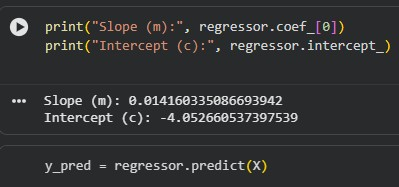 print("Slope (m):", regressor.coef_[0])
print("Intercept (c):", regressor.intercept_)
Slope (m): 0.014160335086693942
Intercept (c): -4.052660537397539
y_pred = regressor.predict(X)